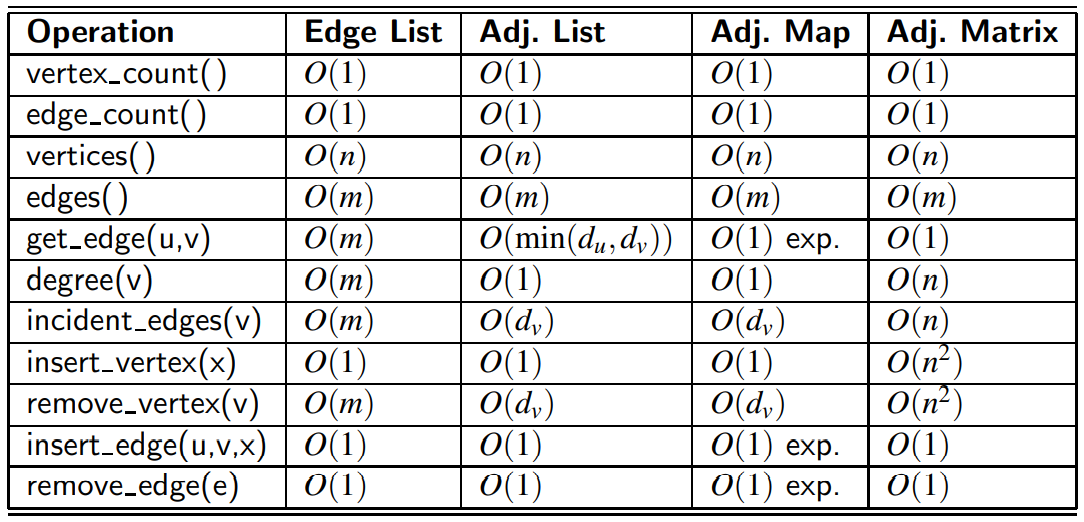 Operation Edge List Adj. List Adj. Map Adj. Matrix
vertex_count() O(1) O(1) O(1) O(1)
edge_count() O(1) O(1) O(1) O(1)
vertices() O(n) O(n) O(n) O(n)
edges() O(m) O(m) O(m) O(m)
get_edge(u,v) O(m) O(min(d_u,d_v)) O(1) exp. O(1)
degree(v) O(m) O(1) O(1) O(n)
incident_edges(v) O(m) O(d_v) O(d_v) O(n)
insert_vertex(x) O(1) O(1) O(1) O(n²)
remove_vertex(v) O(m) O(d_v) O(d_v) O(n²)
insert_edge(u,v,x) O(1) O(1) O(1) exp. O(1)
remove_edge(e) O(1) O(1) O(1) exp. O(1)